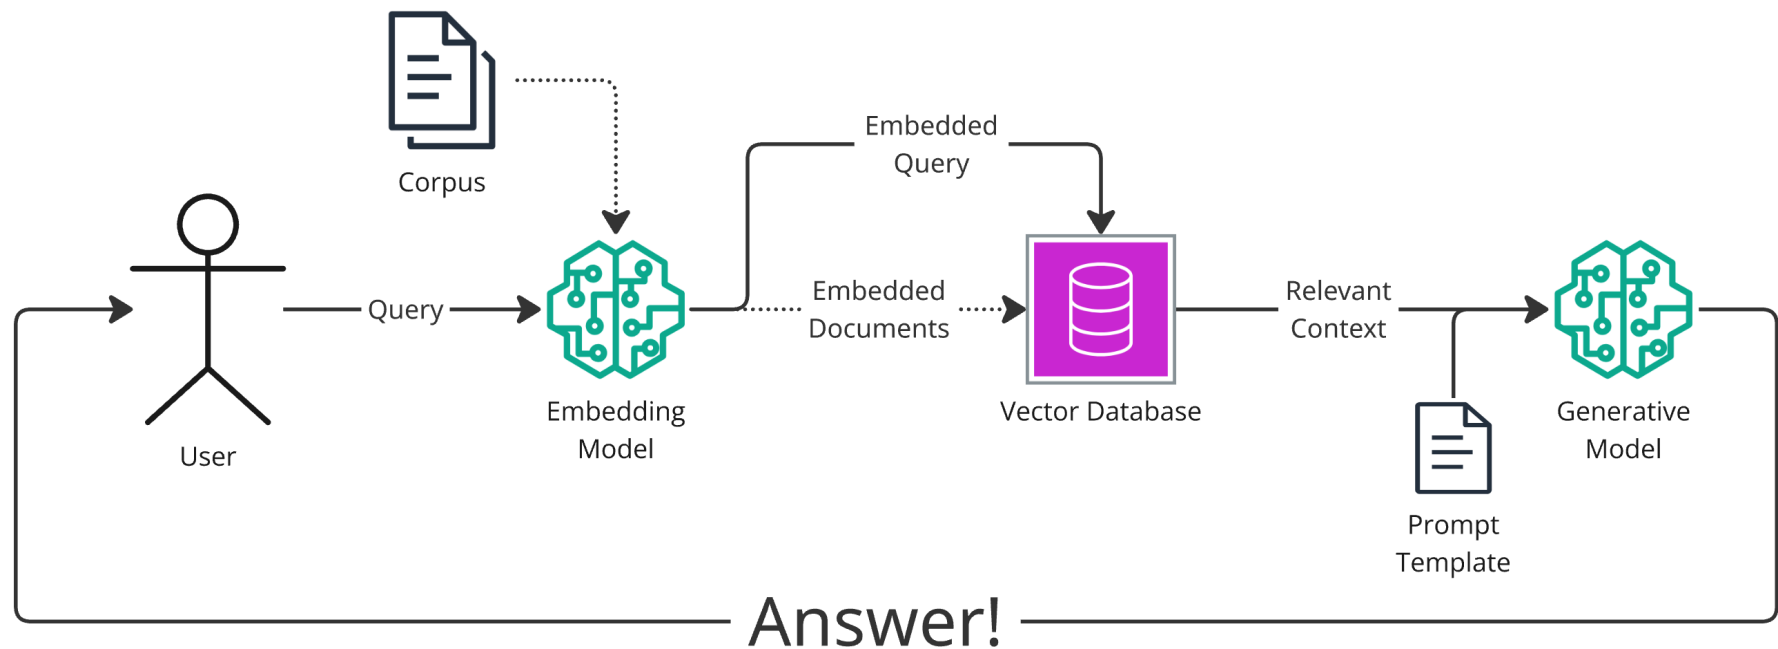 Corpus
Embedded
Query
User
Query
Embedding
Model
Embedded
Documents
Vector Database
Relevant
Context
Prompt
Template
Generative
Model
Answer!